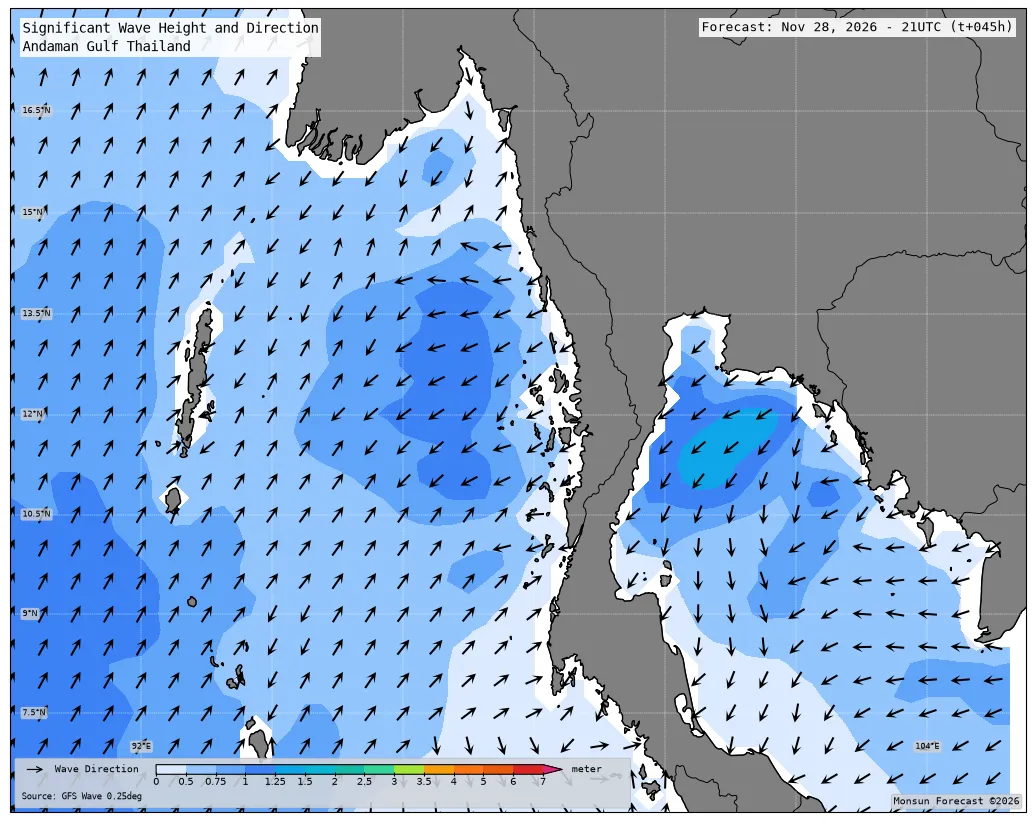 Significant Wave Height and Direction
Andaman Gulf Thailand
Forecast: Nov 28, 2026 - 21UTC (t+045h)
16.5°N
15°N
13.5°N
12°N
10.5°N
9°N
7.5°N
92°E
104°E
Wave Direction
0.5 0.75 1 1.25 1.5 2 2.5 3 3.5 4 5 6 7
meter
Source: GFS Wave 0.25deg
Monsun Forecast ©2026